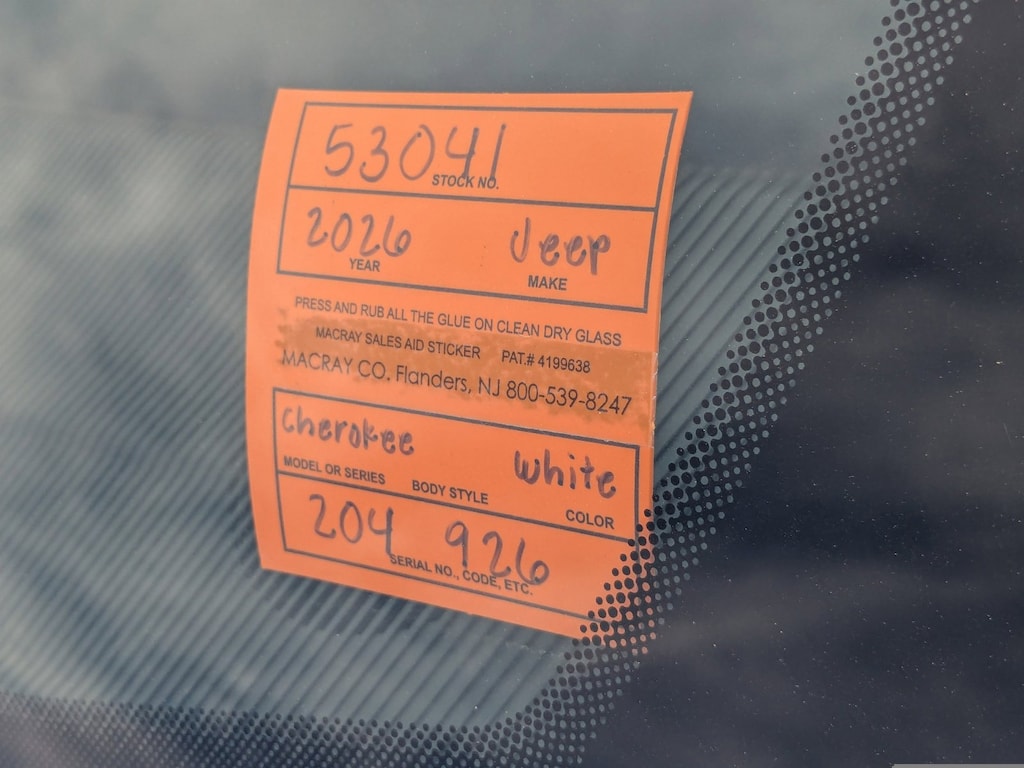 53041
STOCK NO.
2026 Jeep
YEAR MAKE
PRESS AND RUB ALL THE GLUE ON CLEAN DRY GLASS
MACRAY SALES AID STICKER PAT.# 4199638
MACRAY CO. Flanders, NJ 800-539-8247
Cherokee white
MODEL OR SERIES BODY STYLE COLOR
204 926
SERIAL NO., CODE, ETC.